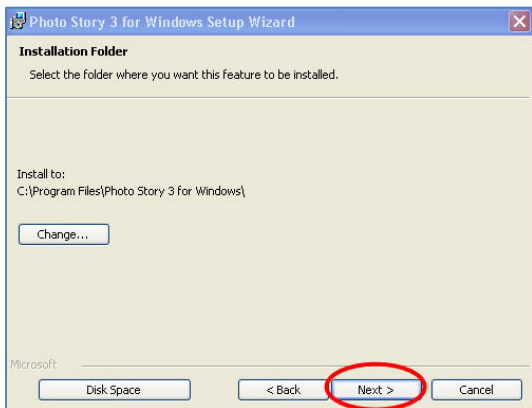 Photo Story 3 for Windows Setup Wizard
Installation Folder
Select the folder where you want this feature to be installed.
Install to:
C:\Program Files\Photo Story 3 for Windows\
Change...
Microsoft
Disk Space < Back Next > Cancel